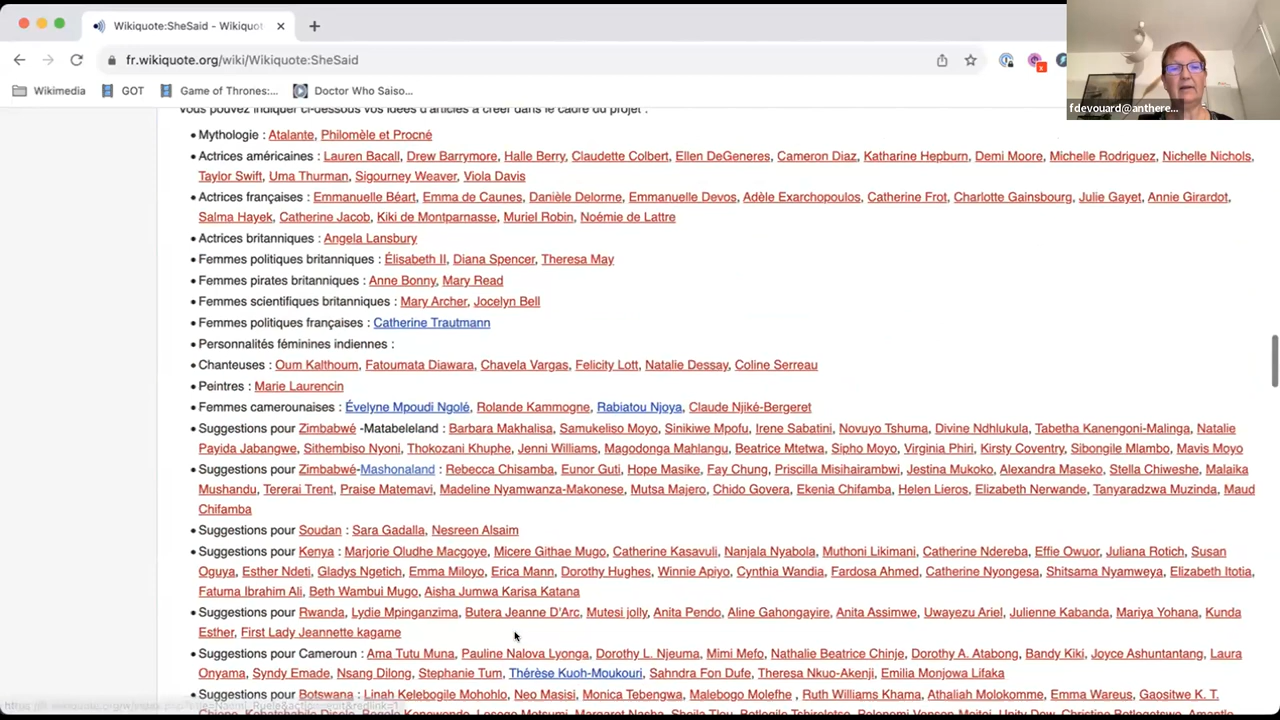 Wikiquote:SheSaid - Wikiquot
fr.wikiquote.org/wiki/Wikiquote:SheSaid
Wikimedia GOT Game of Thrones:... Doctor Who Saiso...
fdevouard@anthere...
vous pouvez indiquer ci-dessous vos idées d'articles à créer dans le cadre du projet :
• Mythologie : Atalante, Philomèle et Procné
• Actrices américaines : Lauren Bacall, Drew Barrymore, Halle Berry, Claudette Colbert, Ellen DeGeneres, Cameron Diaz, Katharine Hepburn, Demi Moore, Michelle Rodriguez, Nichelle Nichols,
Taylor Swift, Uma Thurman, Sigourney Weaver, Viola Davis
• Actrices françaises : Emmanuelle Béart, Emma de Caunes, Danièle Delorme, Emmanuelle Devos, Adèle Exarchopoulos, Catherine Frot, Charlotte Gainsbourg, Julie Gayet, Annie Girardot,
Salma Hayek, Catherine Jacob, Kiki de Montparnasse, Muriel Robin, Noémie de Lattre
• Actrices britanniques : Angela Lansbury
• Femmes politiques britanniques : Élisabeth II, Diana Spencer, Theresa May
• Femmes pirates britanniques : Anne Bonny, Mary Read
• Femmes scientifiques britanniques : Mary Archer, Jocelyn Bell
• Femmes politiques françaises : Catherine Trautmann
• Personnalités féminines indiennes :
• Chanteuses : Oum Kalthoum, Fatoumata Diawara, Chavela Vargas, Felicity Lott, Natalie Dessay, Coline Serreau
• Peintres : Marie Laurencin
• Femmes camerounaises : Évelyne Mpoudi Ngolé, Rolande Kammogne, Rabiatou Njoya, Claude Njiké-Bergeret
• Suggestions pour Zimbabwé -Matabeleland : Barbara Makhalisa, Samukeliso Moyo, Sinikiwe Mpofu, Irene Sabatini, Novuyo Tshuma, Divine Ndhlukula, Tabetha Kanengoni-Malinga, Natalie
Payida Jabangwe, Sithembiso Nyoni, Thokozani Khuphe, Jenni Williams, Magodonga Mahlangu, Beatrice Mtetwa, Sipho Moyo, Virginia Phiri, Kirsty Coventry, Sibongile Mlambo, Mavis Moyo
• Suggestions pour Zimbabwé-Mashonaland : Rebecca Chisamba, Eunor Guti, Hope Masike, Fay Chung, Priscilla Misihairambwi, Jestina Mukoko, Alexandra Maseko, Stella Chiweshe, Malaika
Mushandu, Tererai Trent, Praise Matemavi, Madeline Nyamwanza-Makonese, Mutsa Majero, Chido Govera, Ekenia Chifamba, Helen Lieros, Elizabeth Nerwande, Tanyaradzwa Muzinda, Maud
Chifamba
• Suggestions pour Soudan : Sara Gadalla, Nesreen Alsaim
• Suggestions pour Kenya : Marjorie Oludhe Macgoye, Micere Githae Mugo, Catherine Kasavuli, Nanjala Nyabola, Muthoni Likimani, Catherine Ndereba, Effie Owuor, Juliana Rotich, Susan
Oguya, Esther Ndeti, Gladys Ngetich, Emma Miloyo, Erica Mann, Dorothy Hughes, Winnie Apiyo, Cynthia Wandia, Fardosa Ahmed, Catherine Nyongesa, Shitsama Nyamweya, Elizabeth Itotia,
Fatuma Ibrahim Ali, Beth Wambui Mugo, Aisha Jumwa Karisa Katana
• Suggestions pour Rwanda, Lydie Mpinganzima, Butera Jeanne D'Arc, Mutesi jolly, Anita Pendo, Aline Gahongayire, Anita Assimwe, Uwayezu Ariel, Julienne Kabanda, Mariya Yohana, Kunda
Esther, First Lady Jeannette kagame
• Suggestions pour Cameroun : Ama Tutu Muna, Pauline Nalova Lyonga, Dorothy L. Njeuma, Mimi Mefo, Nathalie Beatrice Chinje, Dorothy A. Atabong, Bandy Kiki, Joyce Ashuntantang, Laura
Onyama, Syndy Emade, Nsang Dilong, Stephanie Tum, Thérèse Kuoh-Moukouri, Sahndra Fon Dufe, Theresa Nkuo-Akenji, Emilia Monjowa Lifaka
• Suggestions pour Botswana : Linah Kelebogile Mohohlo, Neo Masisi, Monica Tebengwa, Malebogo Molefhe , Ruth Williams Khama, Athaliah Molokomme, Emma Wareus, Gaositwe K. T.